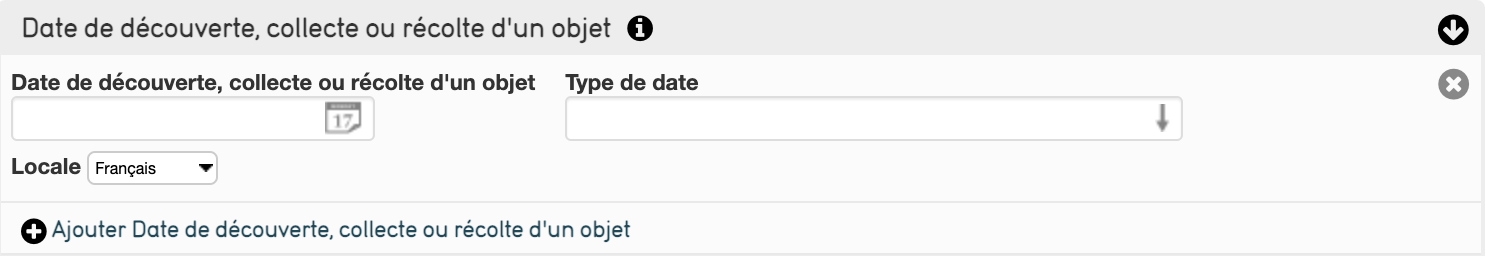 Date de découverte, collecte ou récolte d'un objet
Date de découverte, collecte ou récolte d'un objet Type de date
17
Locale Français
Ajouter Date de découverte, collecte ou récolte d'un objet